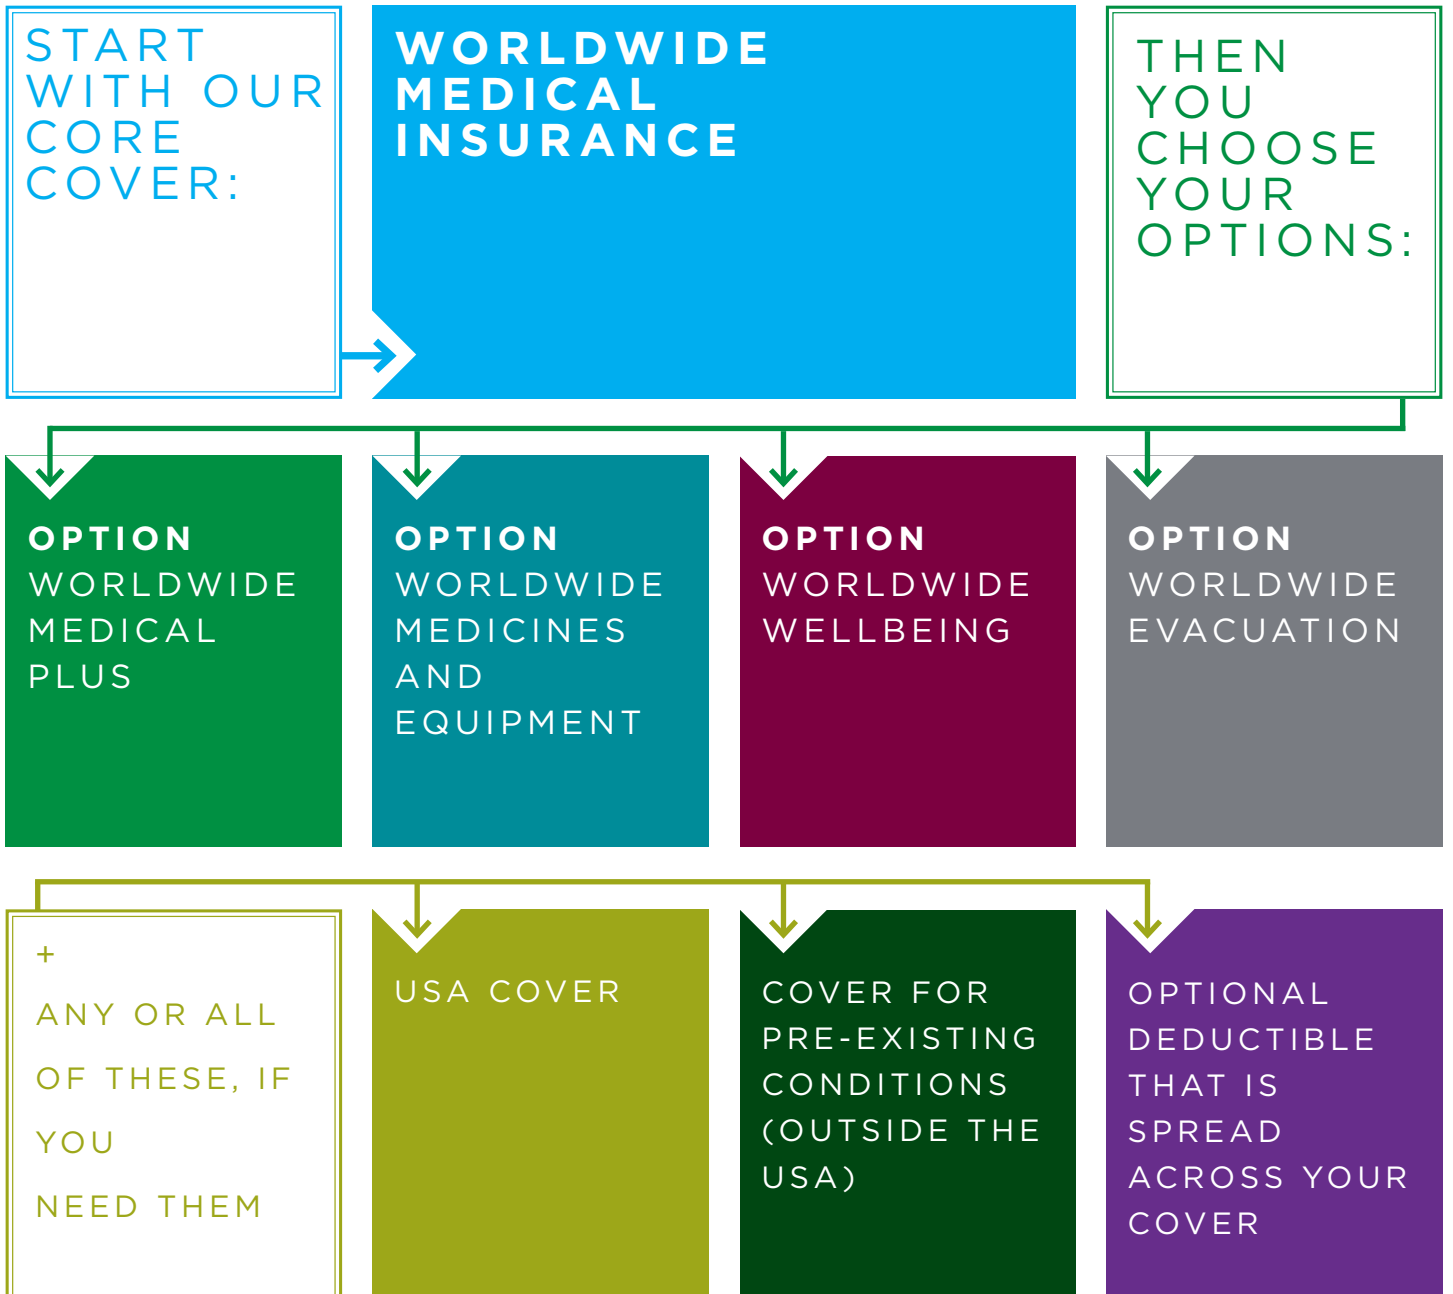 START
WITH OUR
CORE
COVER:
WORLDWIDE
MEDICAL
INSURANCE
THEN
YOU
CHOOSE
YOUR
OPTIONS:
OPTION
WORLDWIDE
MEDICAL
PLUS
OPTION
WORLDWIDE
MEDICINES
AND
EQUIPMENT
OPTION
WORLDWIDE
WELLBEING
OPTION
WORLDWIDE
EVACUATION
+
ANY OR ALL
OF THESE, IF
YOU
NEED THEM
USA COVER
COVER FOR
PRE-EXISTING
CONDITIONS
(OUTSIDE THE
USA)
OPTIONAL
DEDUCTIBLE
THAT IS
SPREAD
ACROSS YOUR
COVER